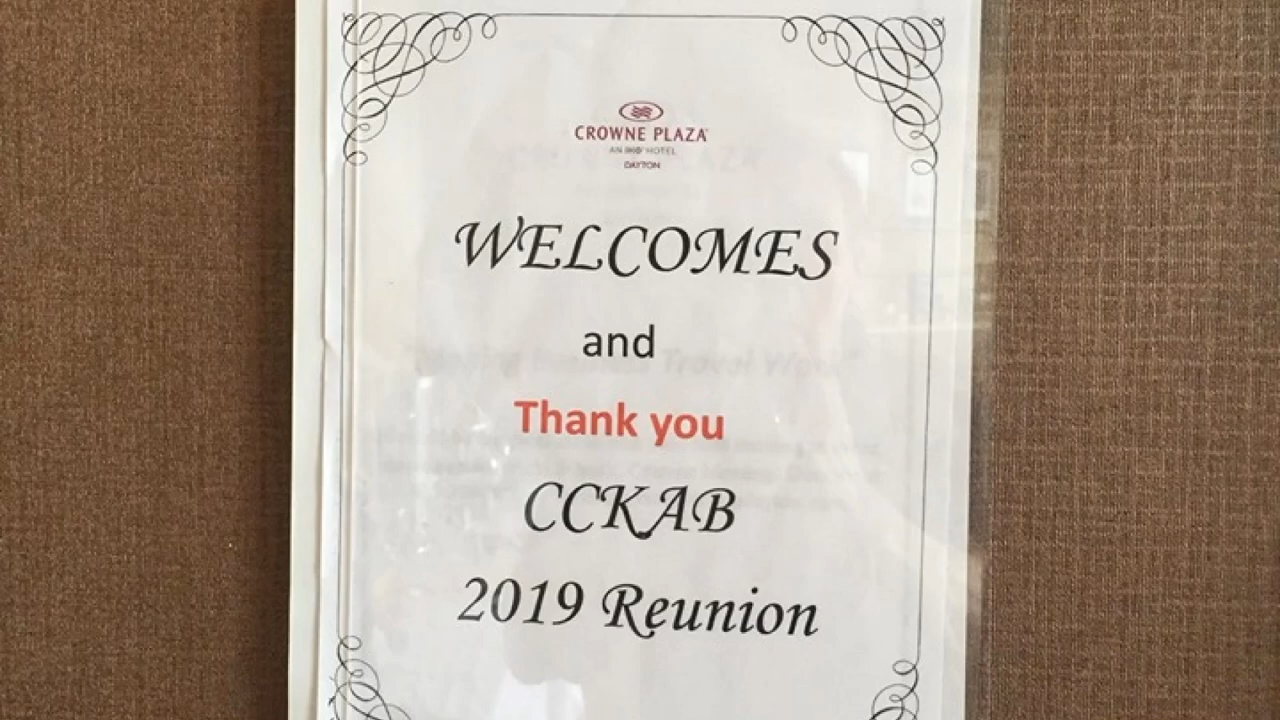 CROWNE PLAZA
AN IHG® HOTEL
DAYTON
WELCOMES
and
Thank you
CCKAB
2019 Reunion